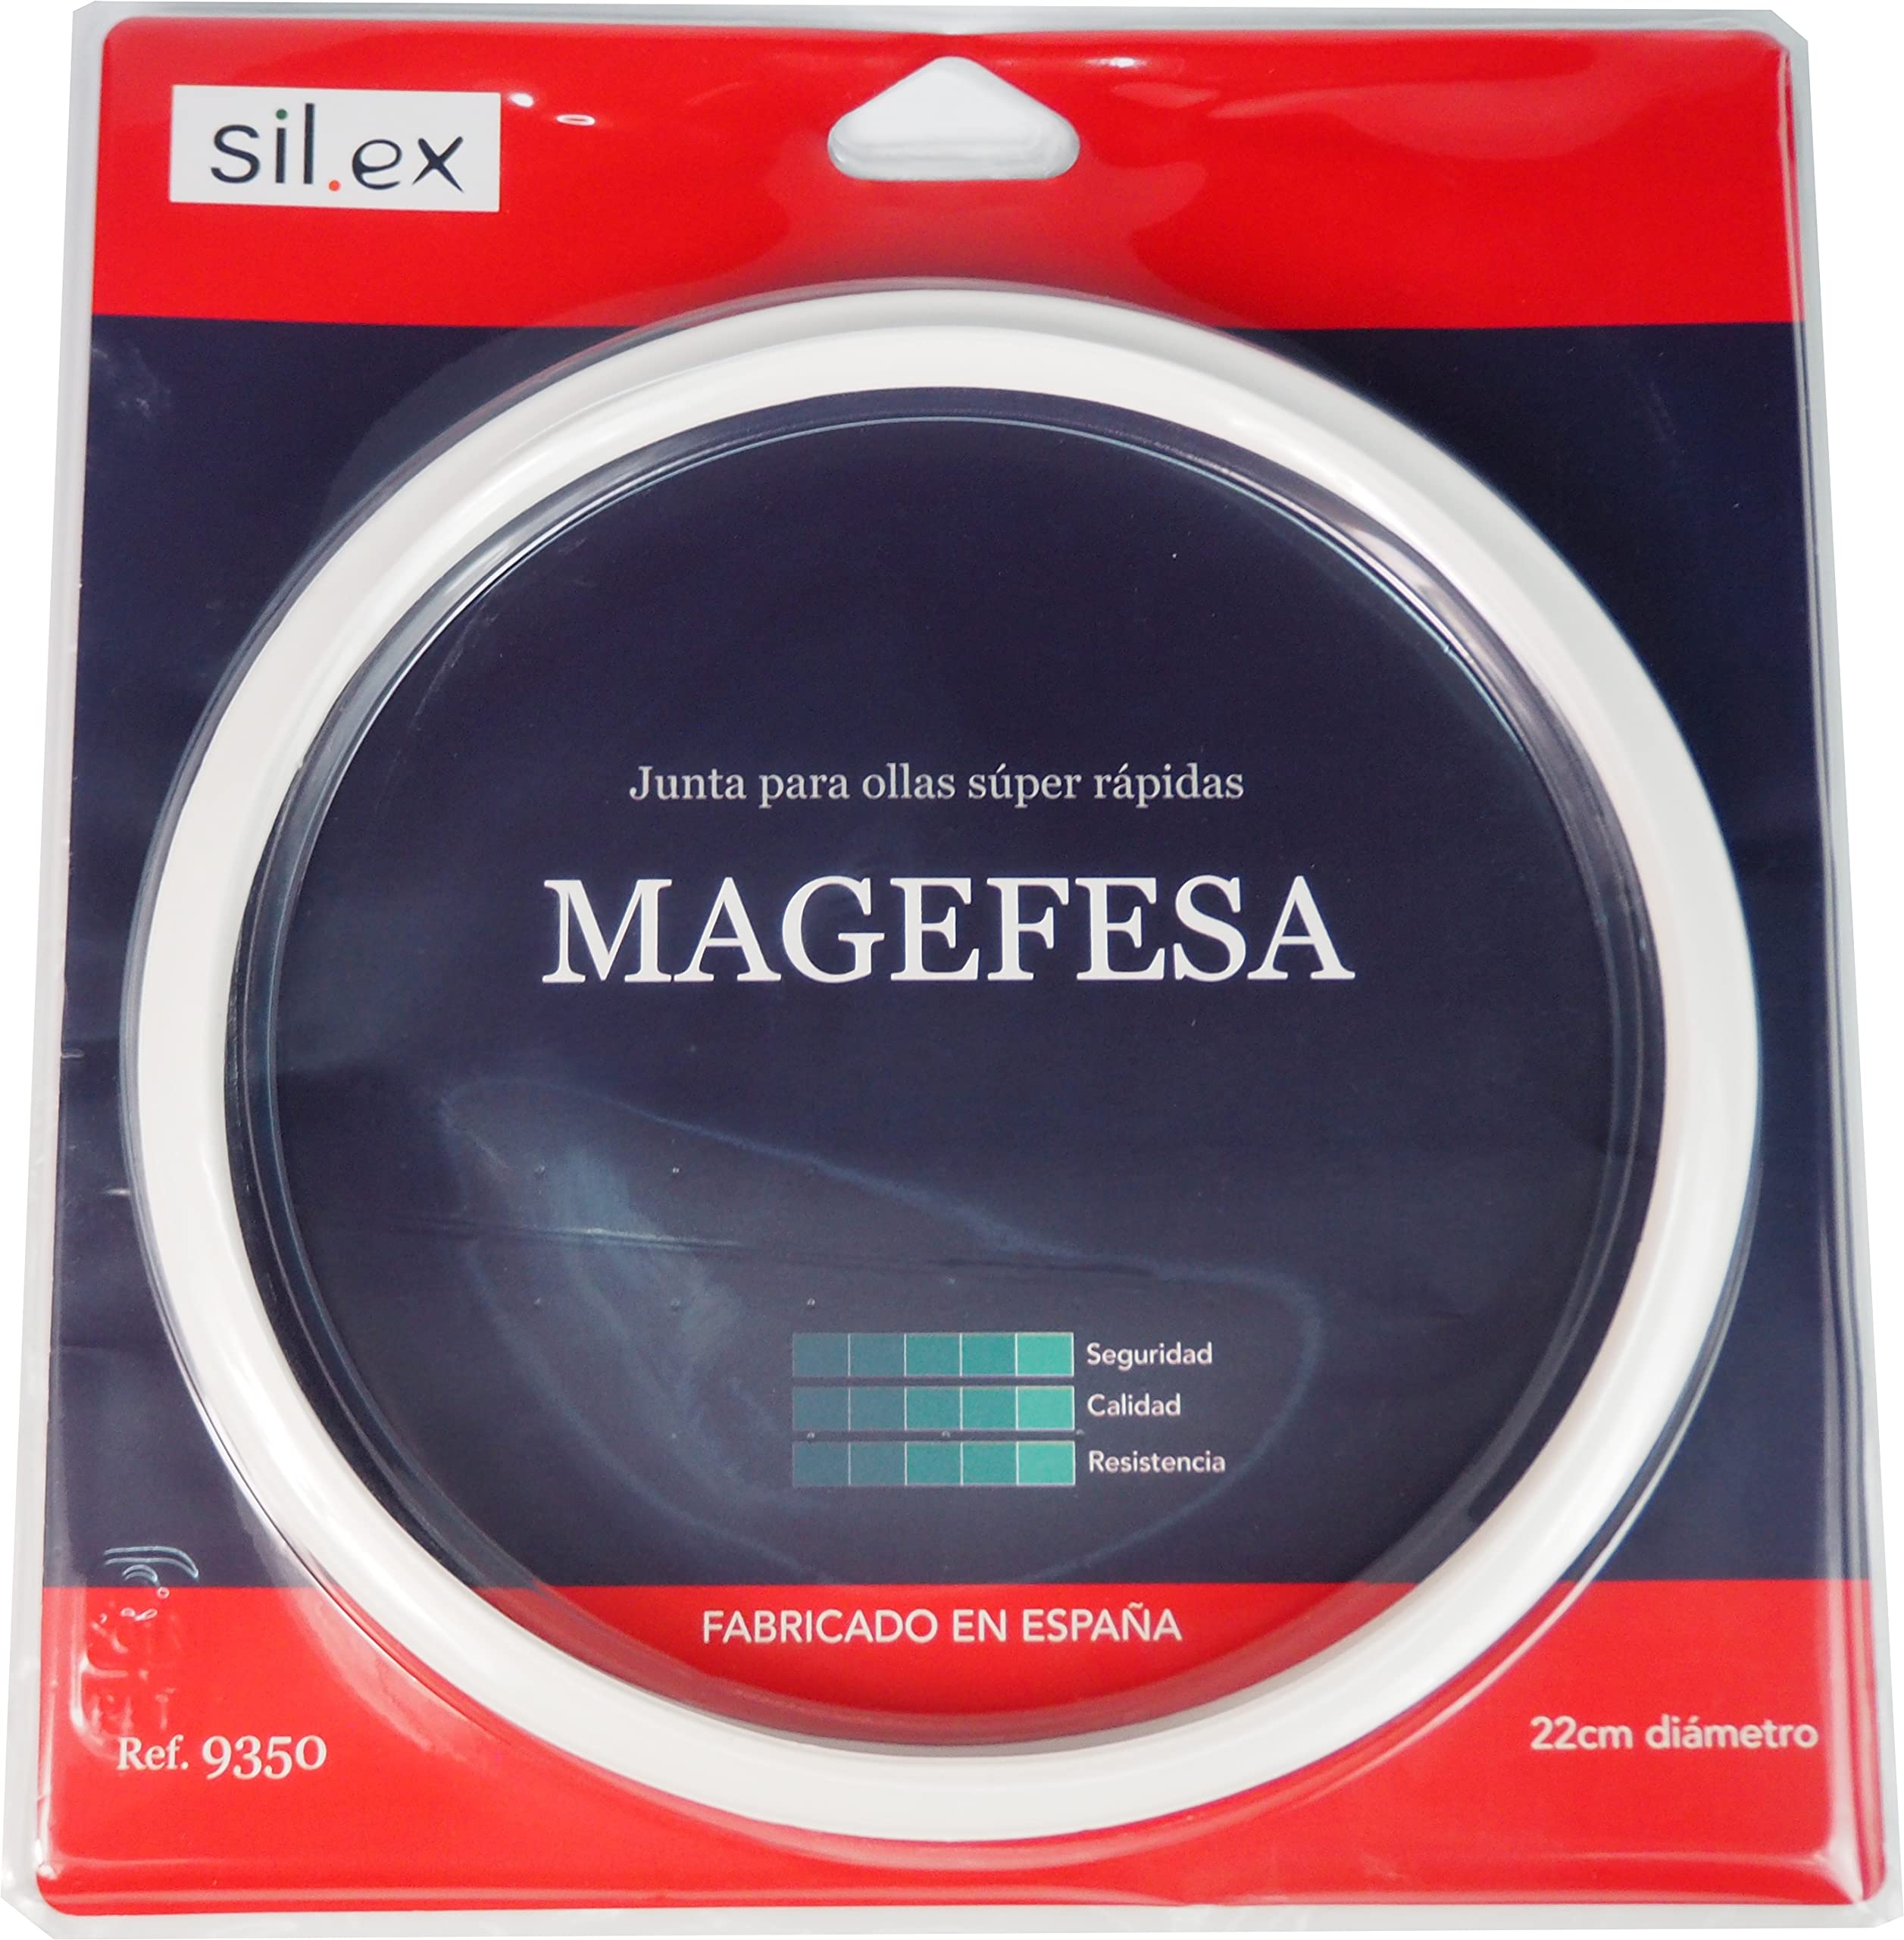 sil.ex
Junta para ollas súper rápidas
MAGEFESA
Seguridad
Calidad
Resistencia
FABRICADO EN ESPAÑA
Ref. 9350
22cm diámetro